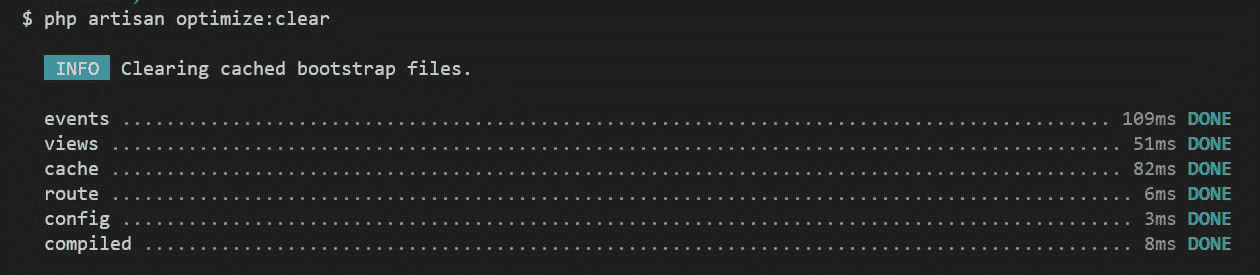 $ php artisan optimize:clear
INFO Clearing cached bootstrap files.
events .......................................................................................... 109ms DONE
views ............................................................................................ 51ms DONE
cache ............................................................................................ 82ms DONE
route ............................................................................................. 6ms DONE
config ............................................................................................ 3ms DONE
compiled .......................................................................................... 8ms DONE